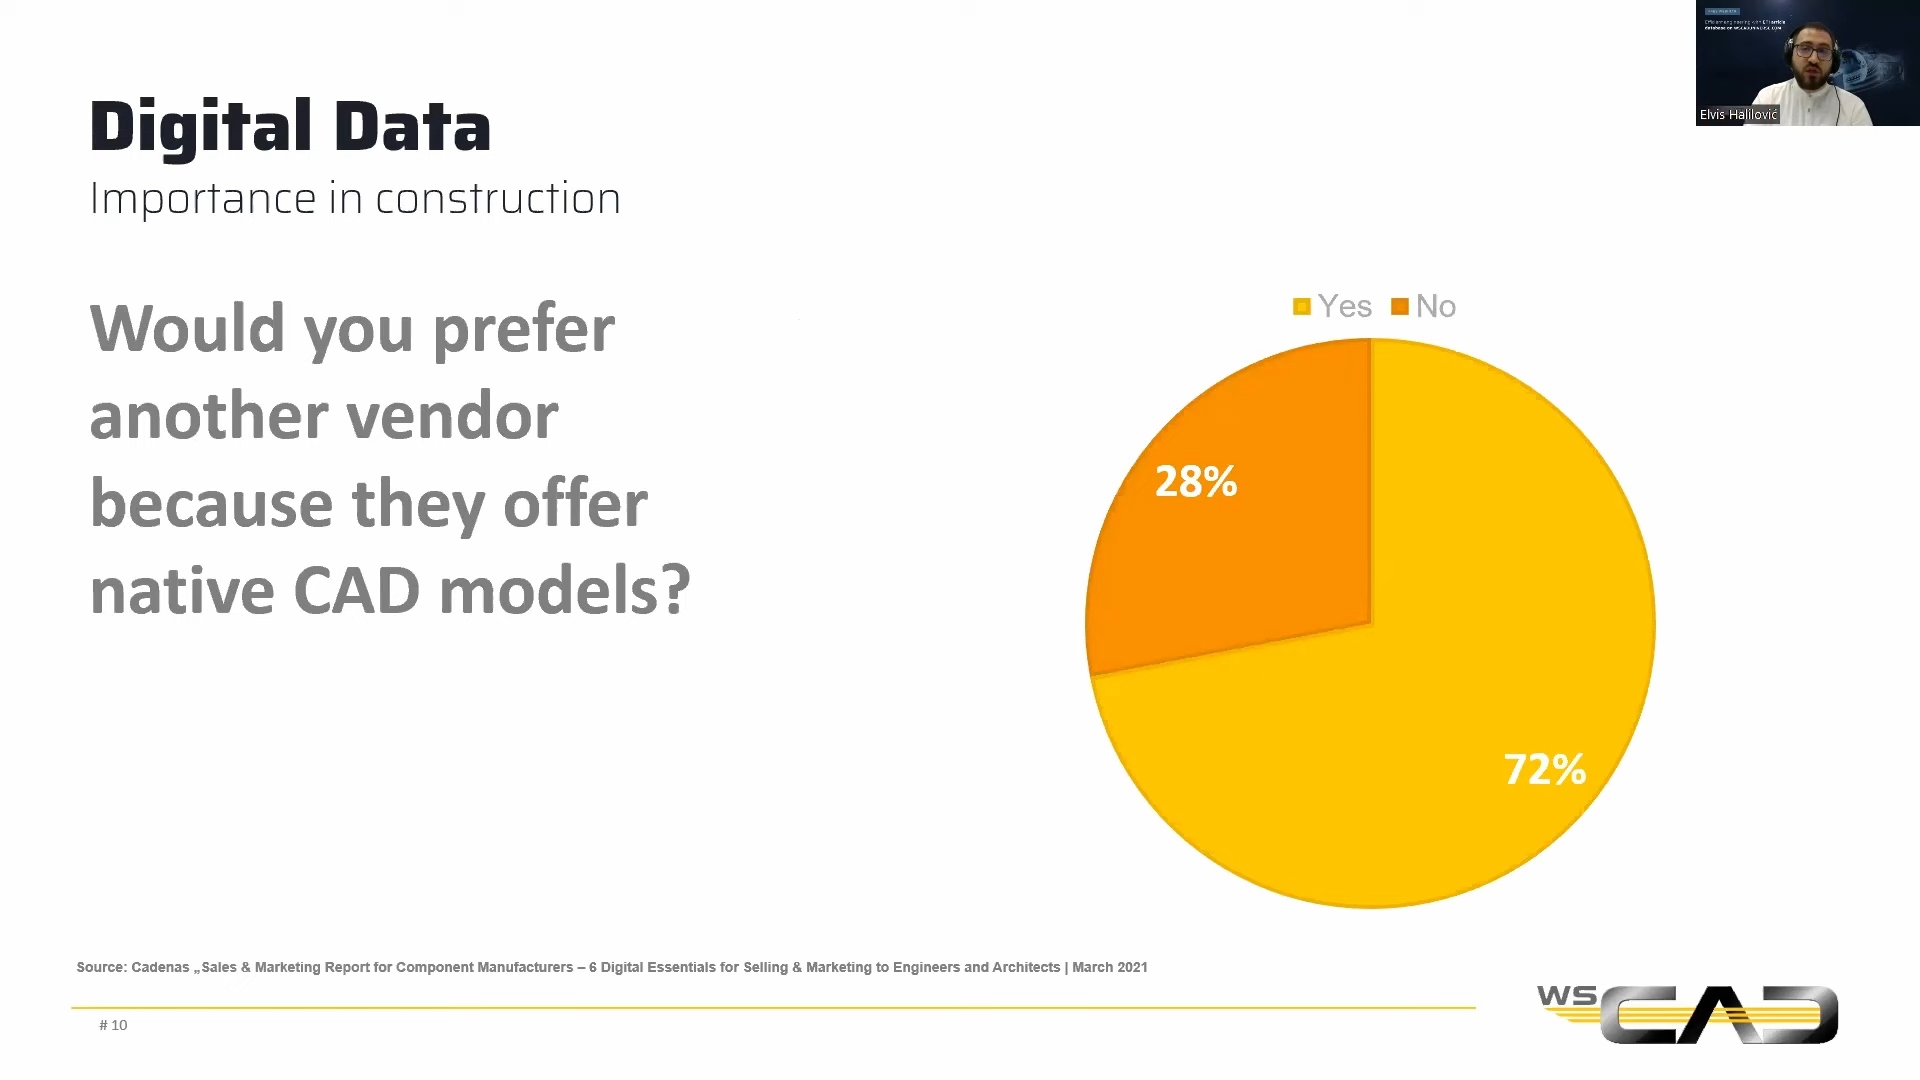 Digital Data
Importance in construction
Would you prefer
another vendor
because they offer
native CAD models?
Yes No
28%
72%
Elvis Halilović
Source: Cadenas „Sales & Marketing Report for Component Manufacturers – 6 Digital Essentials for Selling & Marketing to Engineers and Architects | March 2021
# 10
WS CAD